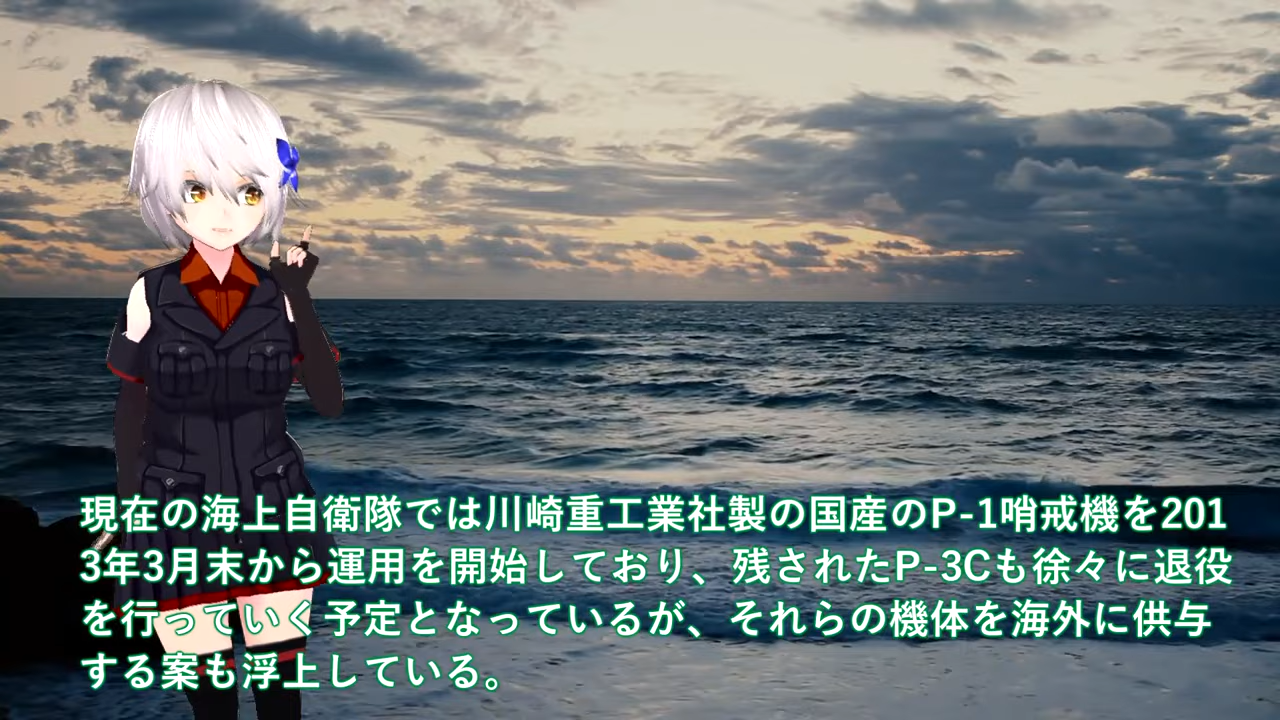 現在の海上自衛隊では川崎重工業社製の国産のP-1哨戒機を201
3年3月末から運用を開始しており、残されたP-3Cも徐々に退役
を行っていく予定となっているが、それらの機体を海外に供与
する案も浮上している。